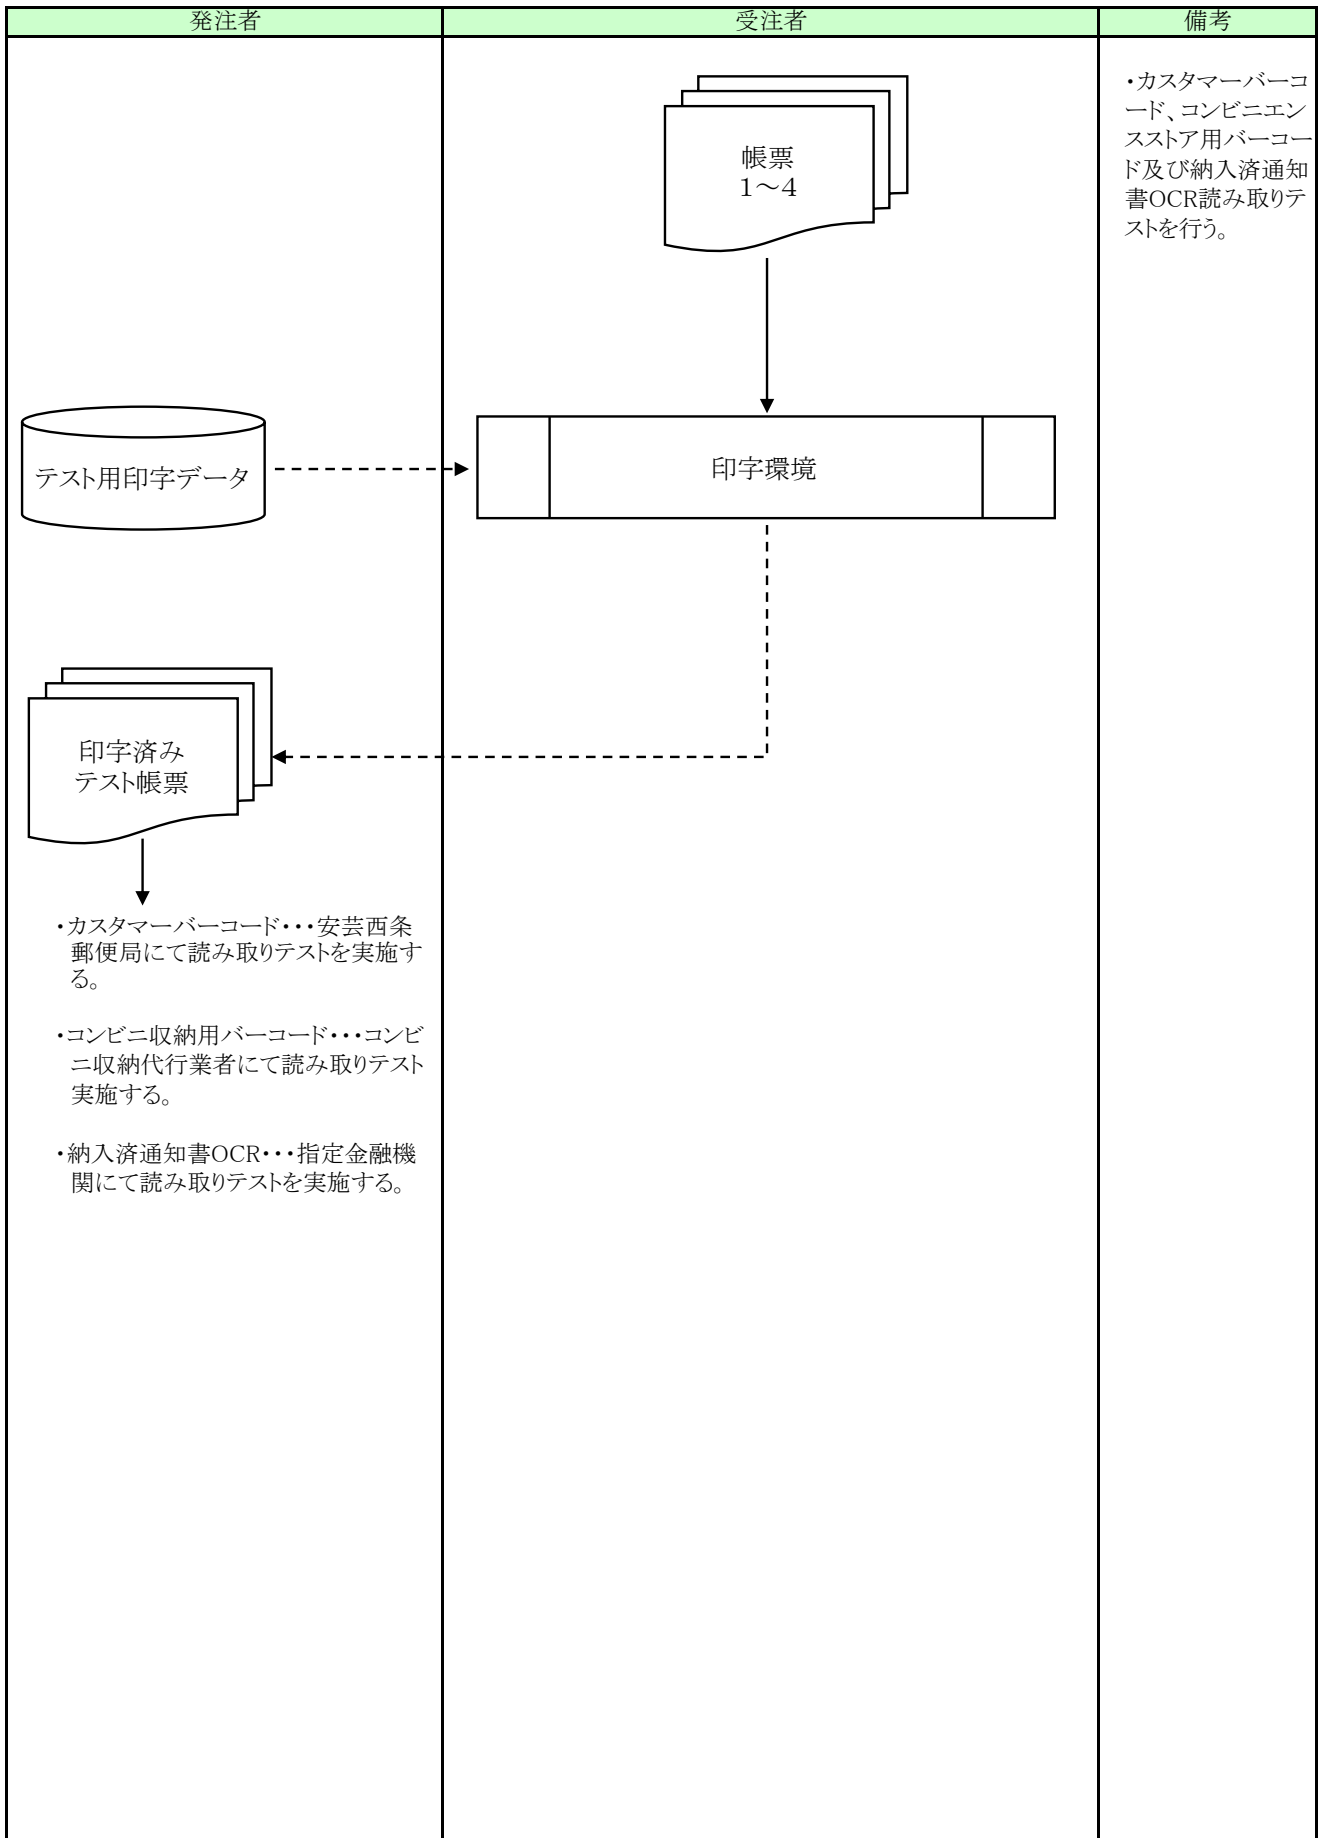 発注者
受注者
備考
・カスタマーバーコ
ード、コンビニエン
スストア用バーコー
ド及び納入済通知
書OCR読み取りテ
ストを行う。
帳票
1～4
テスト用印字データ
印字環境
印字済み
テスト帳票
・カスタマーバーコード・・・安芸西条
郵便局にて読み取りテストを実施す
る。
・コンビニ収納用バーコード・・・コンビ
ニ収納代行業者にて読み取りテスト
実施する。
・納入済通知書OCR・・・指定金融機
関にて読み取りテストを実施する。